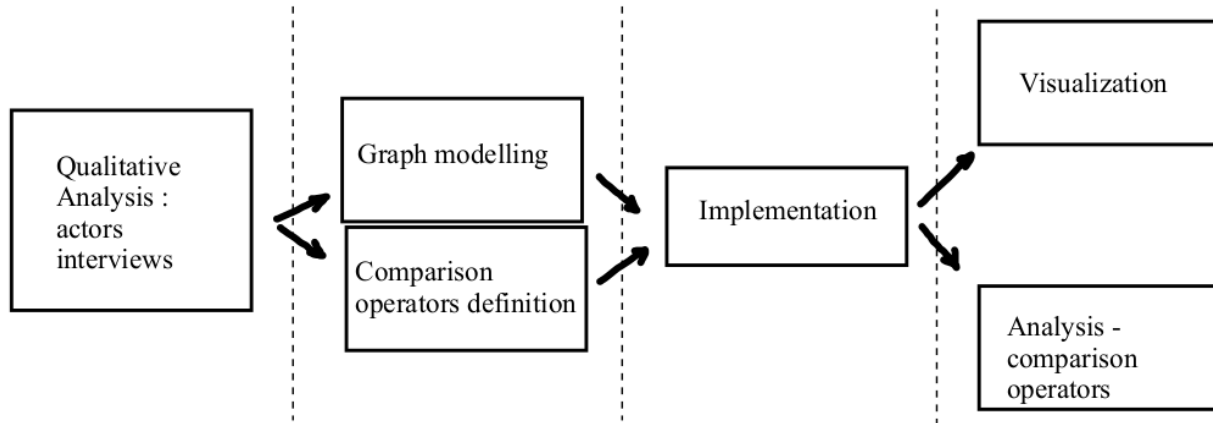 Qualitative
Analysis :
actors
interviews
Graph modelling
Comparison
operators definition
Implementation
Visualization
Analysis -
comparison
operators